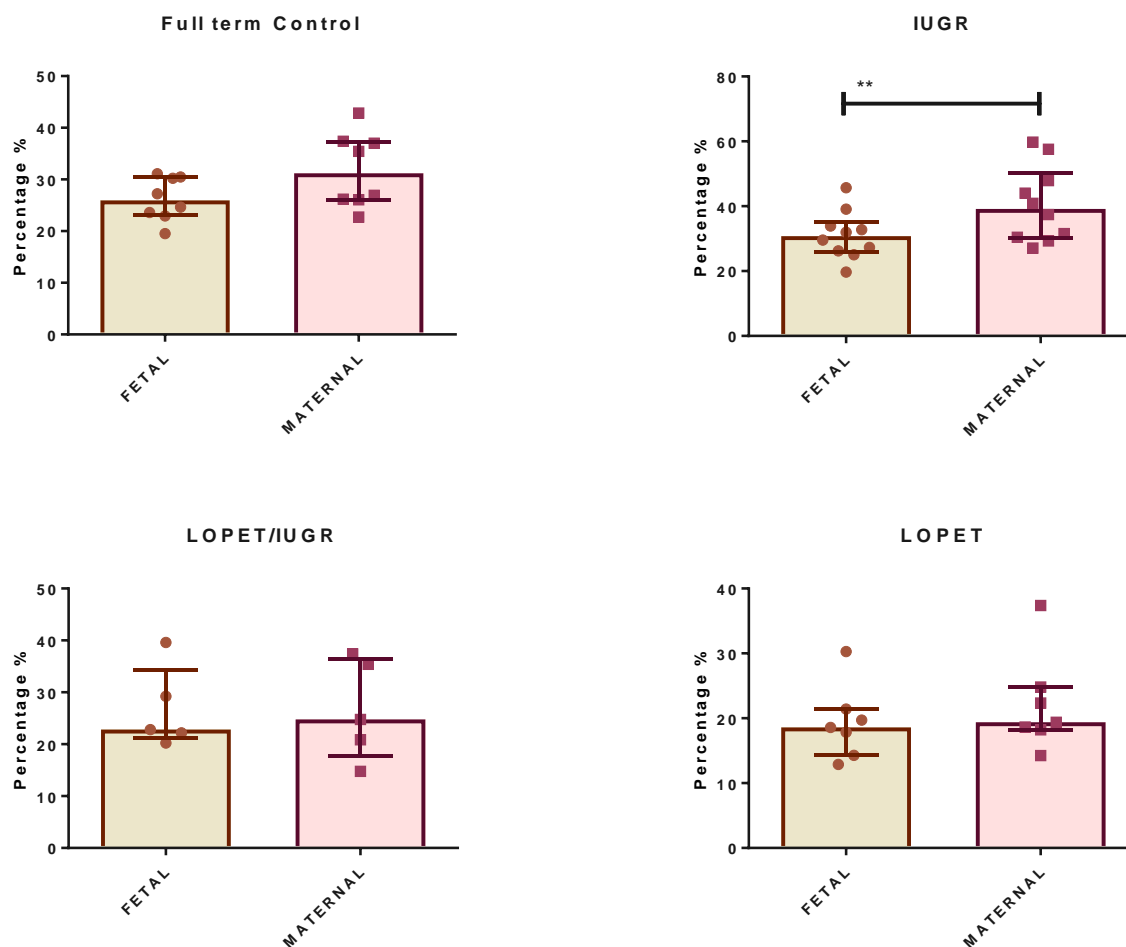 Full term Control
50
40
30
20
10
0
Percentage %
FETAL
MATERNAL
IUGR
80
60
40
20
0
Percentage %
**
FETAL
MATERNAL
LOPET/IUGR
50
40
30
20
10
0
Percentage %
FETAL
MATERNAL
LOPET
40
30
20
10
0
Percentage %
FETAL
MATERNAL